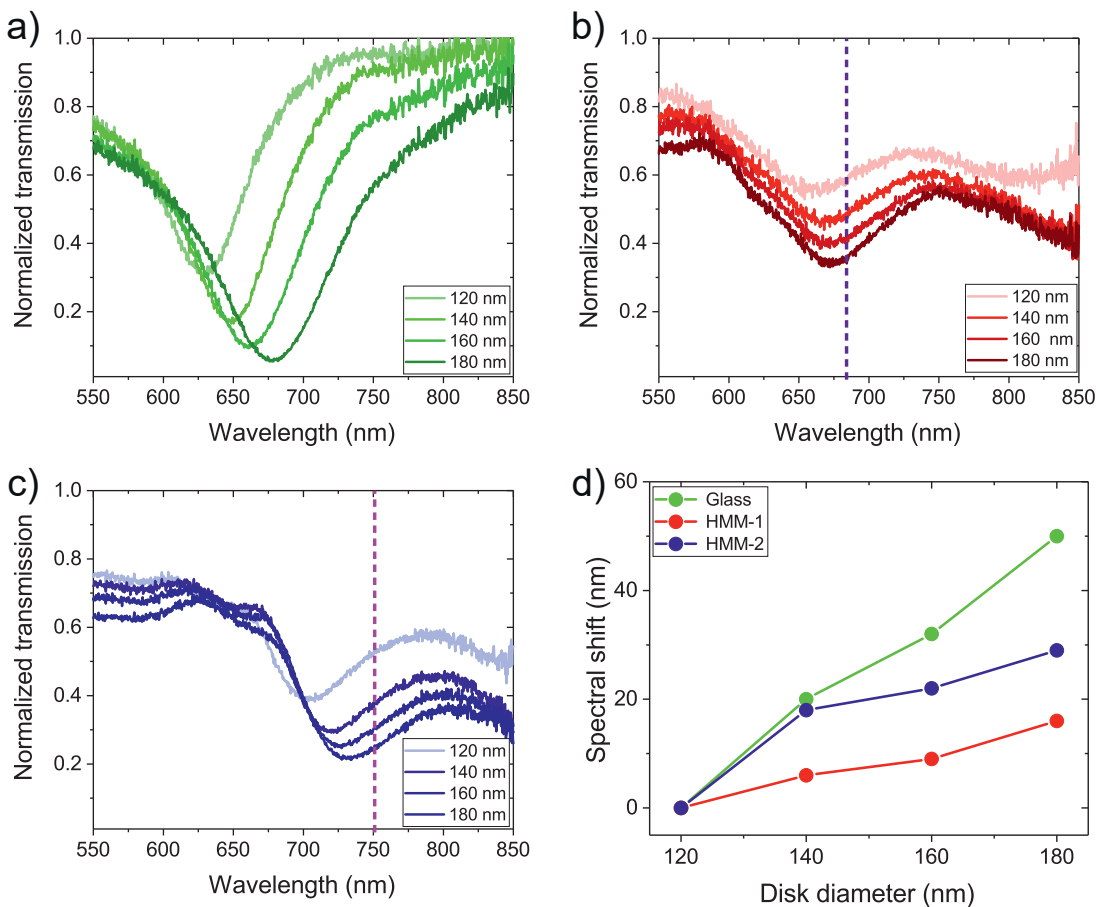 a)
1.0
0.8
0.6
0.4
0.2
Normalized transmission
120 nm
140 nm
160 nm
180 nm
550 600 650 700 750 800 850
Wavelength (nm)
b)
1.0
0.8
0.6
0.4
0.2
Normalized transmission
120 nm
140 nm
160  nm
180 nm
550 600 650 700 750 800 850
Wavelength (nm)
c)
1.0
0.8
0.6
0.4
0.2
Normalized transmission
120 nm
140 nm
160 nm
180 nm
550 600 650 700 750 800 850
Wavelength (nm)
d)
60
40
20
0
Spectral shift (nm)
Glass
HMM-1
HMM-2
120 140 160 180
Disk diameter (nm)